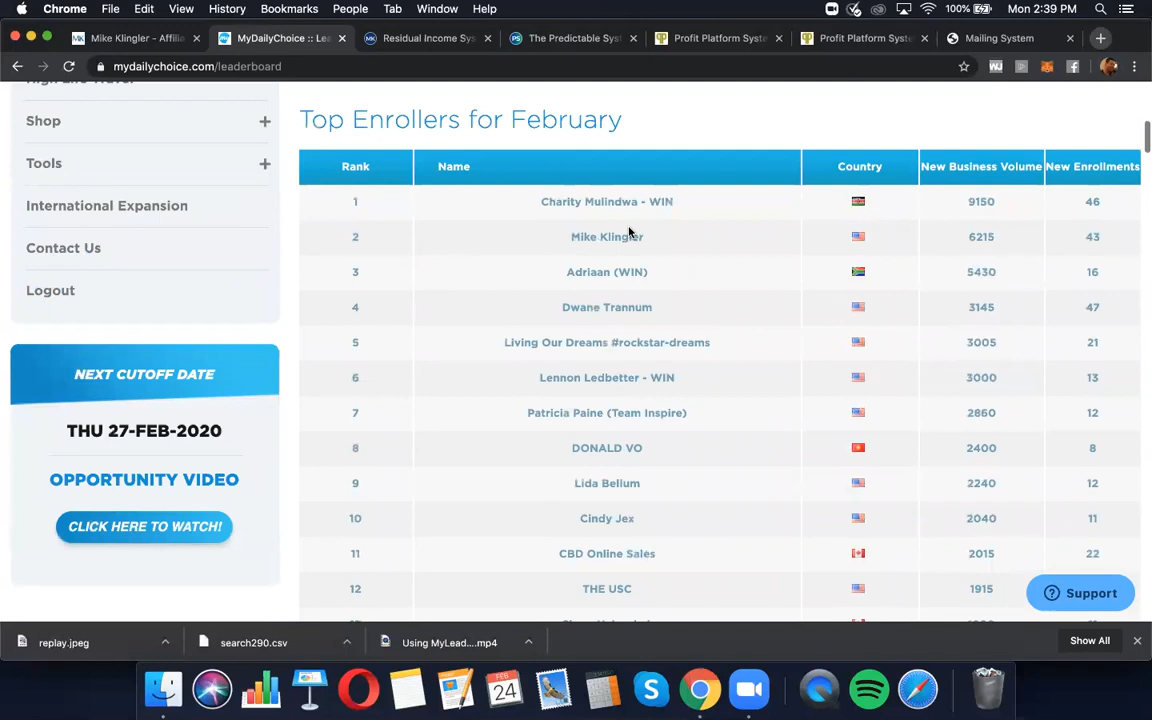 Chrome File Edit View History Bookmarks People Tab Window Help 100% Mon 2:39 PM
Mike Klingler - Affilia × MyDailyChoice :: Lea × Residual Income Sys × The Predictable Sys × Profit Platform Syste × Profit Platform Syste × Mailing System ×
mydailychoice.com/leaderboard
Top Enrollers for February
Shop +
Tools +
International Expansion
Contact Us
Logout
NEXT CUTOFF DATE
THU 27-FEB-2020
OPPORTUNITY VIDEO
CLICK HERE TO WATCH!
Rank Name Country New Business Volume New Enrollments
1 Charity Mulindwa - WIN 9150 46
2 Mike Klingler 6215 43
3 Adriaan (WIN) 5430 16
4 Dwane Trannum 3145 47
5 Living Our Dreams #rockstar-dreams 3005 21
6 Lennon Ledbetter - WIN 3000 13
7 Patricia Paine (Team Inspire) 2860 12
8 DONALD VO 2400 8
9 Lida Bellum 2240 12
10 Cindy Jex 2040 11
11 CBD Online Sales 2015 22
12 THE USC 1915
Support
replay.jpeg search290.csv Using MyLead....mp4 Show All
FEB
24